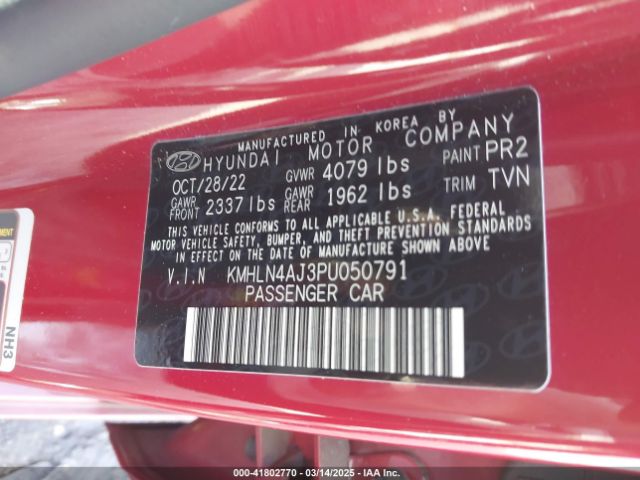 MANUFACTURED IN KOREA BY
HYUNDAI MOTOR COMPANY
OCT/28/22 GVWR 4079 lbs PAINT PR2
GAWR FRONT 2337 lbs GAWR REAR 1962 lbs TRIM TVN
THIS VEHICLE CONFORMS TO ALL APPLICABLE U.S.A. FEDERAL
MOTOR VEHICLE SAFETY, BUMPER, AND THEFT PREVENTION STANDARDS
IN EFFECT ON THE DATE OF MANUFACTURE SHOWN ABOVE.
V.I.N KMHLN4AJ3PU050791
PASSENGER CAR
NH3
000-41802770 — 03/14/2025 — IAA Inc.